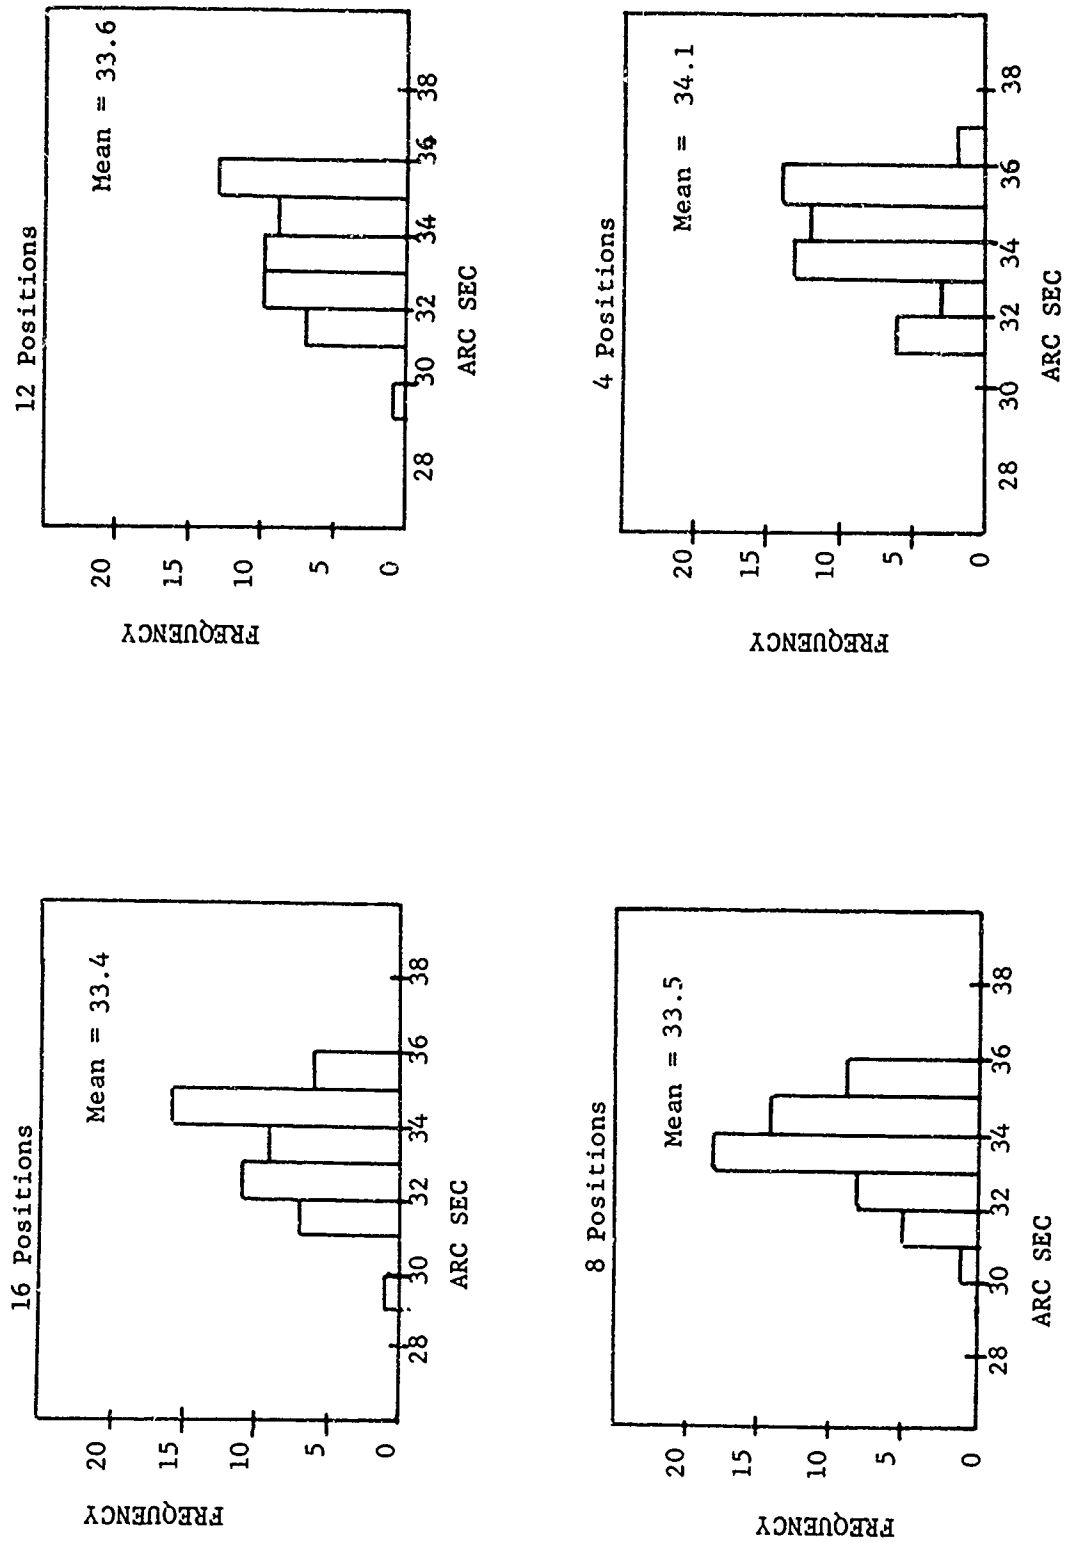 16 Positions
Mean = 33.4
FREQUENCY
20
15
10
5
0
28 30 32 34 36 38
ARC SEC
12 Positions
Mean = 33.6
FREQUENCY
20
15
10
5
0
28 30 32 34 36 38
ARC SEC
8 Positions
Mean = 33.5
FREQUENCY
20
15
10
5
0
28 30 32 34 36 38
ARC SEC
4 Positions
Mean = 34.1
FREQUENCY
20
15
10
5
0
28 30 32 34 36 38
ARC SEC